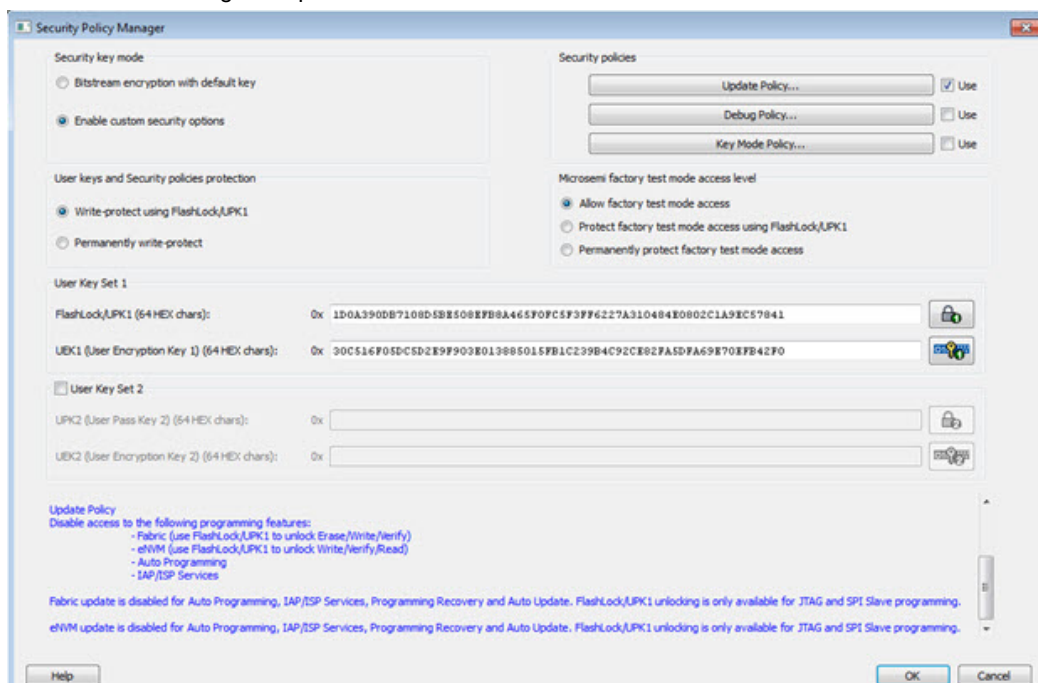 Security Policy Manager
Security key mode
Bitstream encryption with default key
Enable custom security options
Security policies
Update Policy... Use
Debug Policy... Use
Key Mode Policy... Use
User keys and Security policies protection
Write-protect using FlashLock/UPK1
Permanently write-protect
Microsemi factory test mode access level
Allow factory test mode access
Protect factory test mode access using FlashLock/UPK1
Permanently protect factory test mode access
User Key Set 1
FlashLock/UPK1 (64 HEX chars): 0x 1D0A390DB7108D5BE508EFB8A465F0FC5F3FF6227A310484E0802C1A9EC57841
UEK1 (User Encryption Key 1) (64 HEX chars): 0x 30C516F05DC5D2E9F903E013885015FB1C239B4C92CE82FA5DFA69E70EFB42F0
User Key Set 2
UPK2 (User Pass Key 2) (64 HEX chars): 0x
UEK2 (User Encryption Key 2) (64 HEX chars): 0x
Update Policy
Disable access to the following programming features:
- Fabric (use FlashLock/UPK1 to unlock Erase/Write/Verify)
- eNVM (use FlashLock/UPK1 to unlock Write/Verify/Read)
- Auto Programming
- IAP/ISP Services
Fabric update is disabled for Auto Programming, IAP/ISP Services, Programming Recovery and Auto Update. FlashLock/UPK1 unlocking is only available for JTAG and SPI Slave programming.
eNVM update is disabled for Auto Programming, IAP/ISP Services, Programming Recovery and Auto Update. FlashLock/UPK1 unlocking is only available for JTAG and SPI Slave programming.
Help OK Cancel